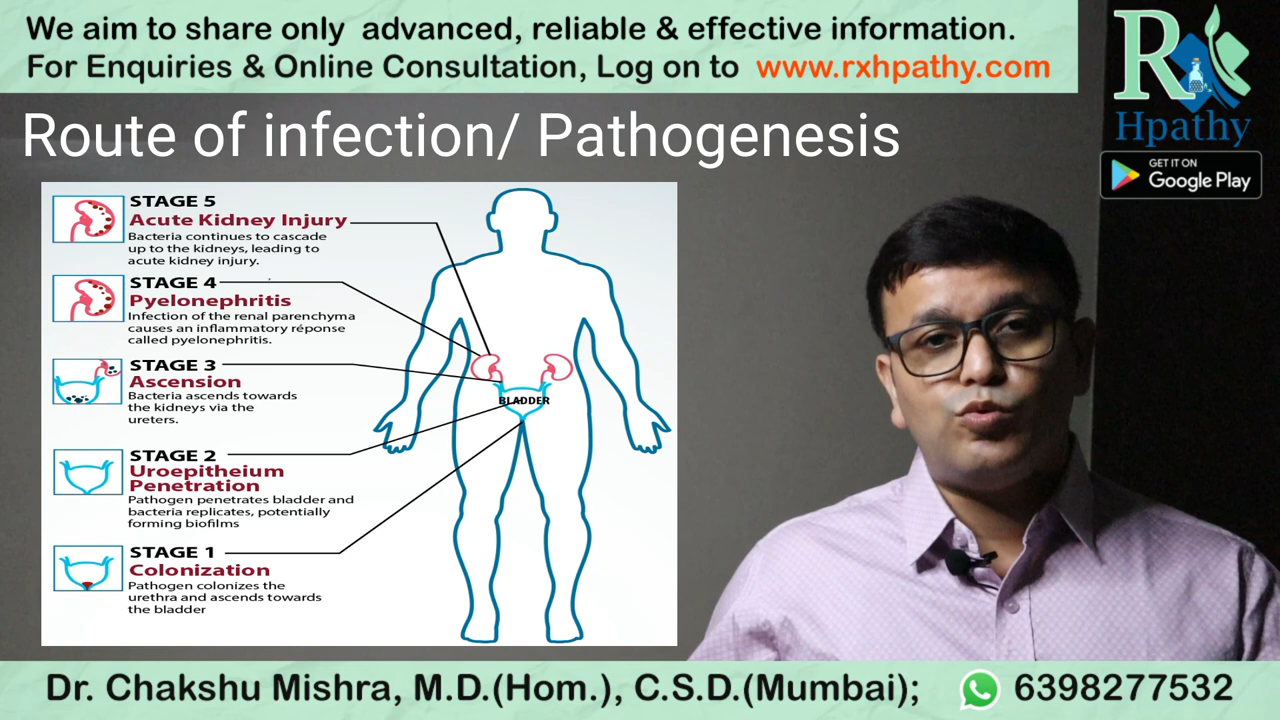 We aim to share only advanced, reliable & effective information.
For Enquiries & Online Consultation, Log on to www.rxhpathy.com
R
Hpathy
GET IT ON
Google Play
Route of infection/ Pathogenesis
STAGE 5
Acute Kidney Injury
Bacteria continues to cascade
up to the kidneys, leading to
acute kidney injury.
STAGE 4
Pyelonephritis
Infection of the renal parenchyma
causes an inflammatory réponse
called pyelonephritis.
STAGE 3
Ascension
Bacteria ascends towards
the kidneys via the
ureters.
BLADDER
STAGE 2
Uroepitheium
Penetration
Pathogen penetrates bladder and
bacteria replicates, potentially
forming biofilms
STAGE 1
Colonization
Pathogen colonizes the
urethra and ascends towards
the bladder
Dr. Chakshu Mishra, M.D.(Hom.), C.S.D.(Mumbai); 6398277532